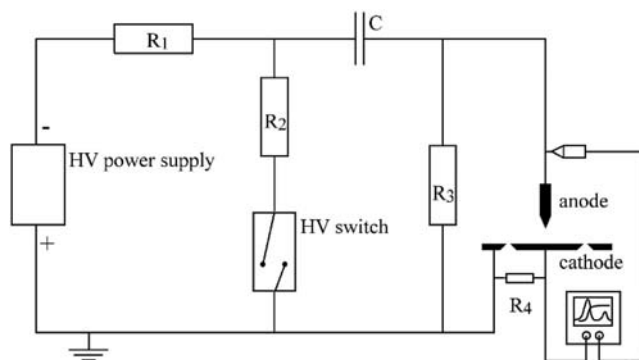 C
R1
R2
-
HV power supply
R3
anode
+
HV switch
cathode
R4